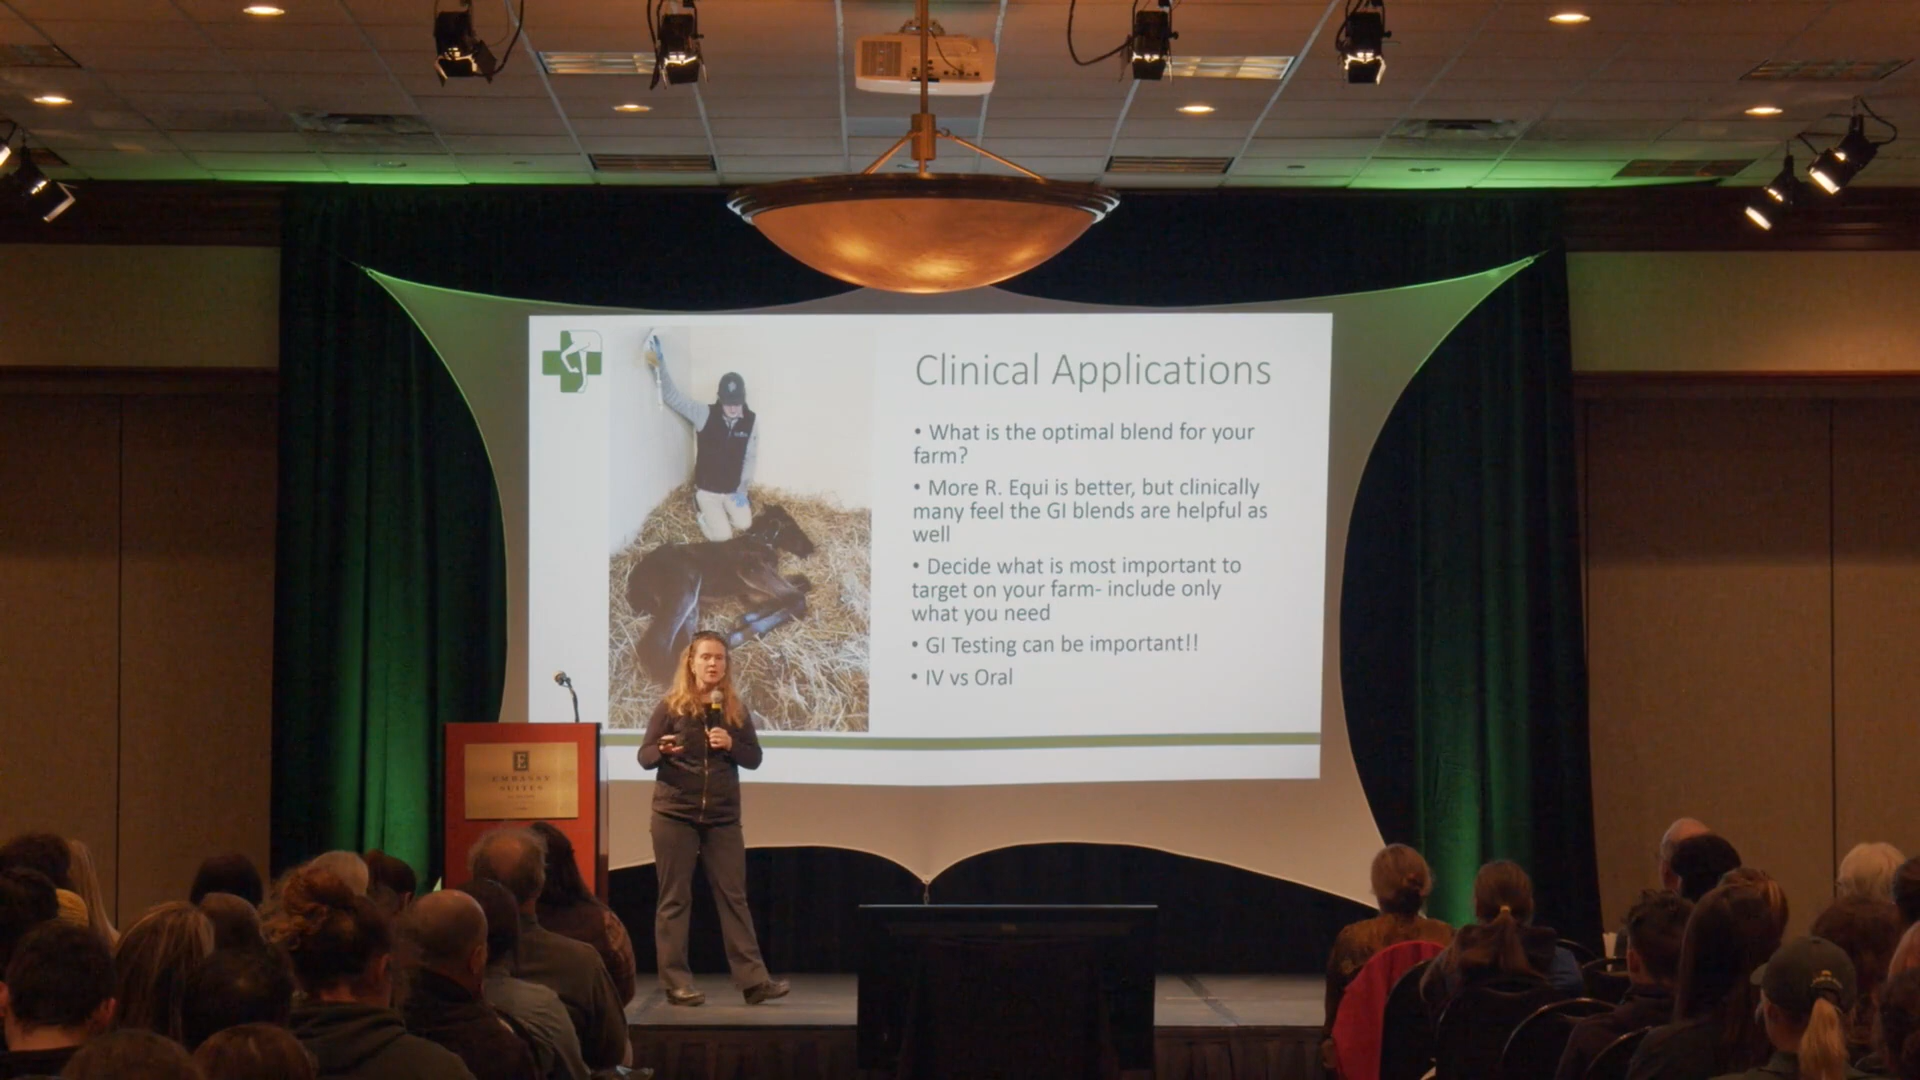 Clinical Applications
• What is the optimal blend for your
farm?
• More R. Equi is better, but clinically
many feel the GI blends are helpful as
well
• Decide what is most important to
target on your farm- include only
what you need
• GI Testing can be important!!
• IV vs Oral
E
EMBASSY
SUITES